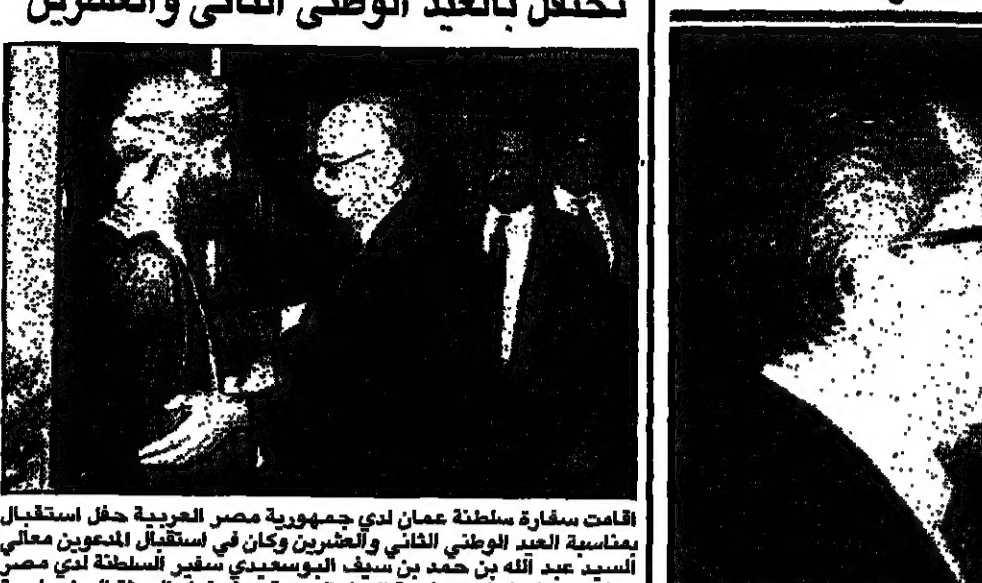 تحتفل بالعيد الوطني الثاني والعشرين
اقامت سفارة سلطنة عمان لدي جمهورية مصر العربية حفل استقبال
بمناسبة العيد الوطني الثاني والعشرين وكان في استقبال المدعوين معالي
السيد عبد الله بن حمد بن سيف البوسعيدي سفير السلطنة لدي مصر